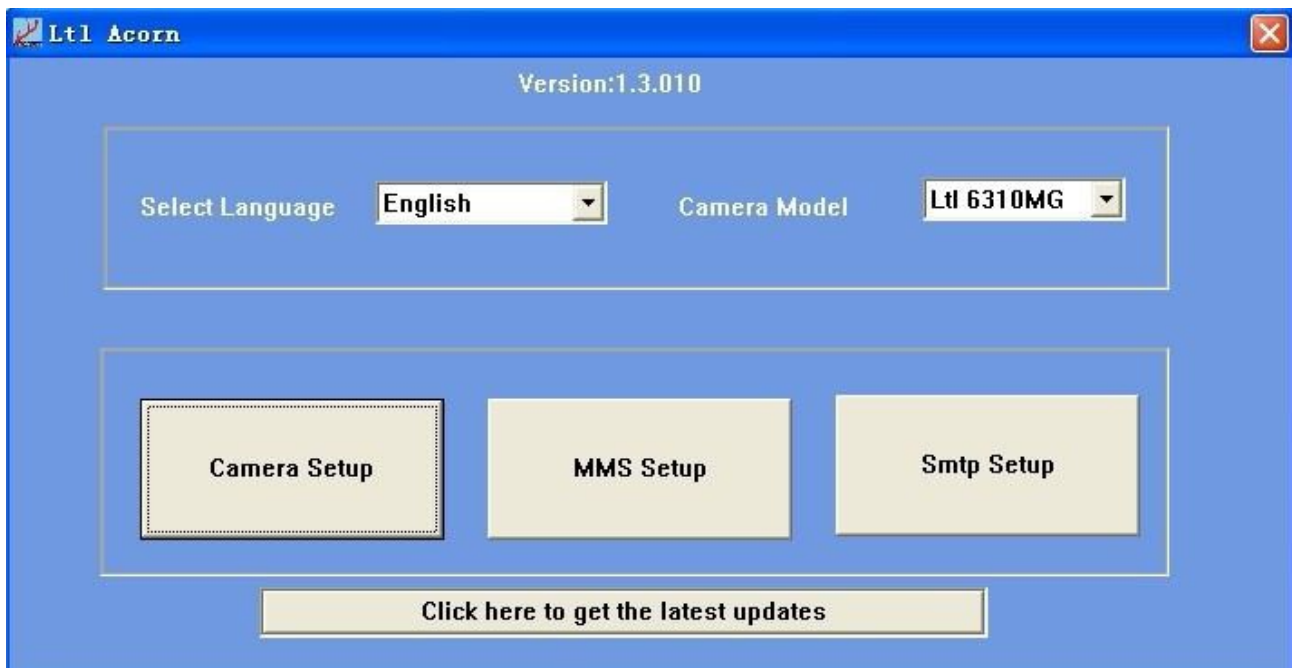 Ltl Acorn
Version:1.3.010
Select Language English Camera Model Ltl 6310MG
Camera Setup MMS Setup Smtp Setup
Click here to get the latest updates